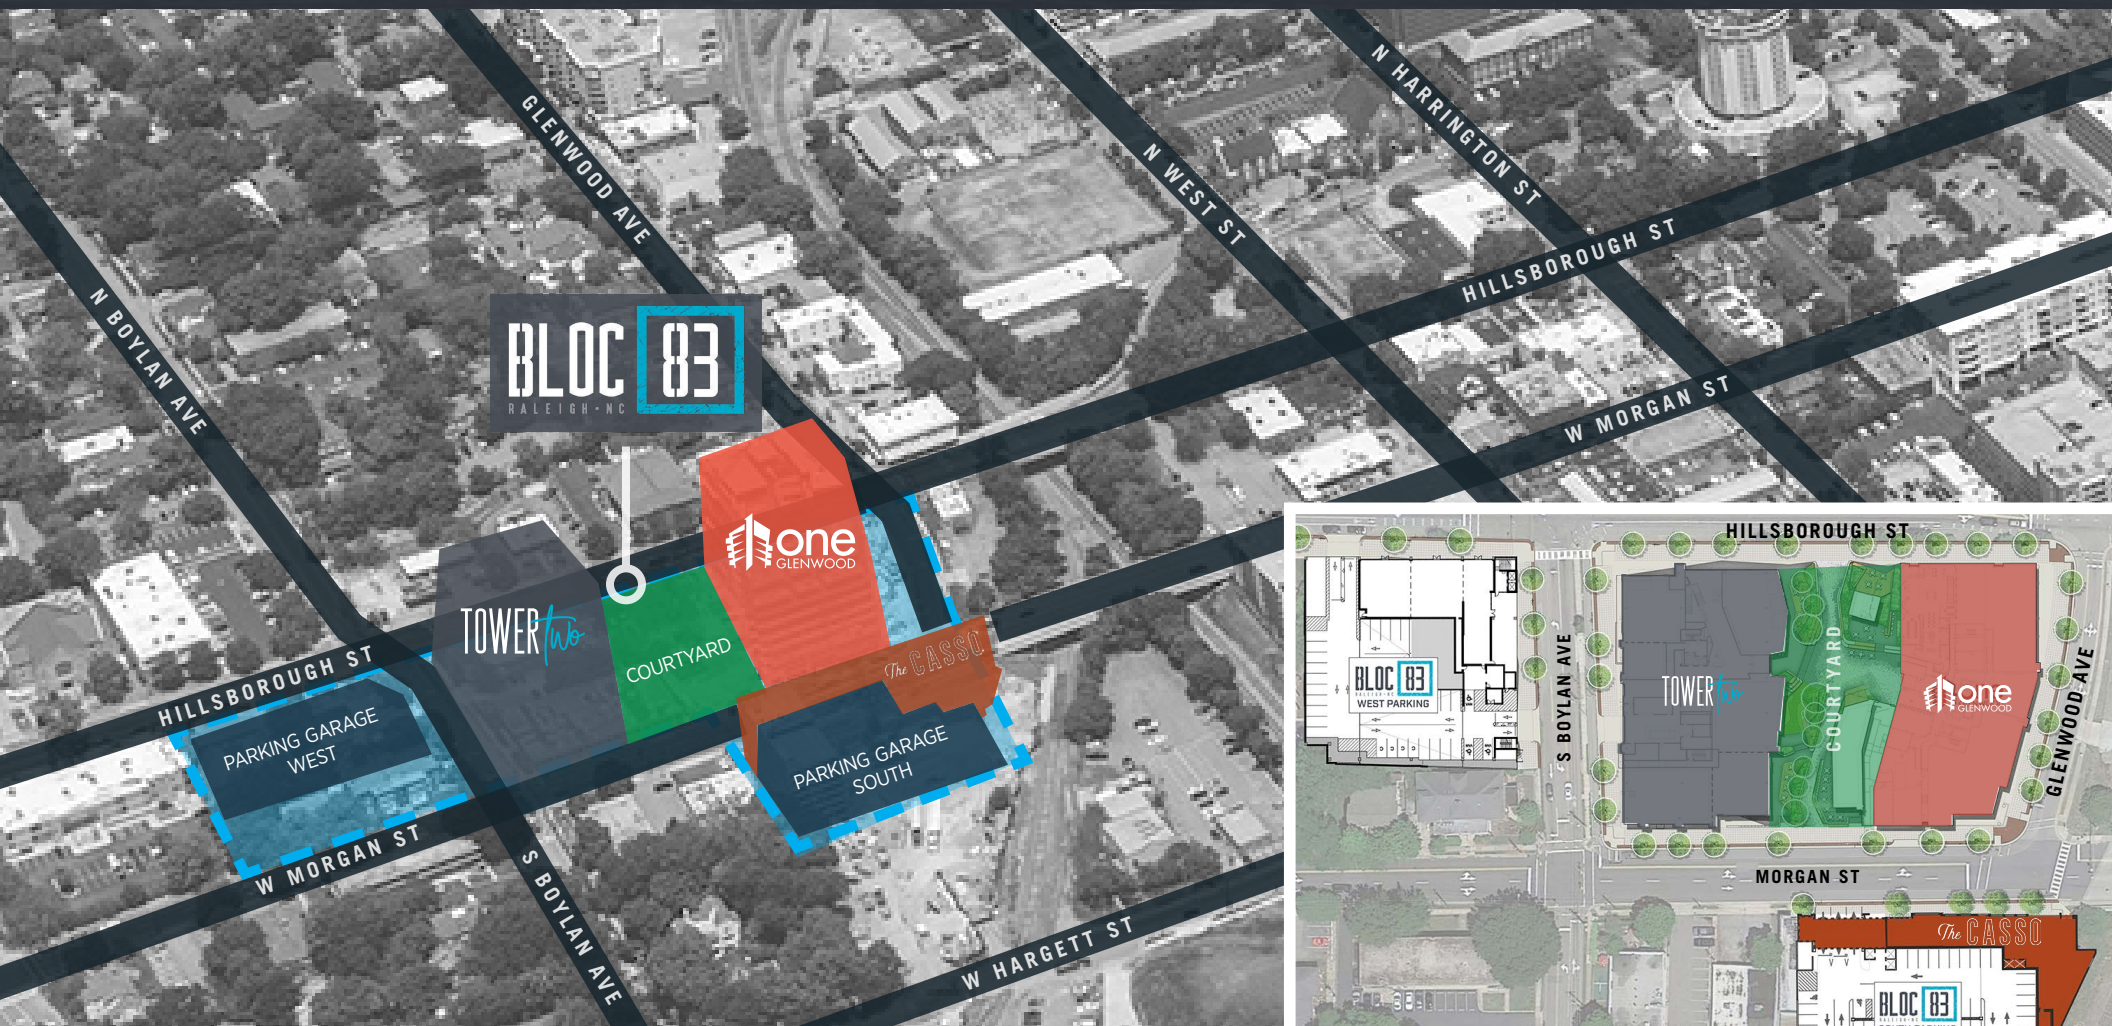 N HARRINGTON ST
GLENWOOD AVE
N WEST ST
HILLSBOROUGH ST
N BOYLAN AVE
BLOC 83
RALEIGH • NC
W MORGAN ST
one
GLENWOOD
TOWER two
COURTYARD
The CASSO
HILLSBOROUGH ST
PARKING GARAGE
WEST
PARKING GARAGE
SOUTH
W MORGAN ST
S BOYLAN AVE
W HARGETT ST
HILLSBOROUGH ST
BLOC 83
RALEIGH • NC
WEST PARKING
S BOYLAN AVE
TOWER two
COURTYARD
one
GLENWOOD
GLENWOOD AVE
MORGAN ST
The CASSO
BLOC 83